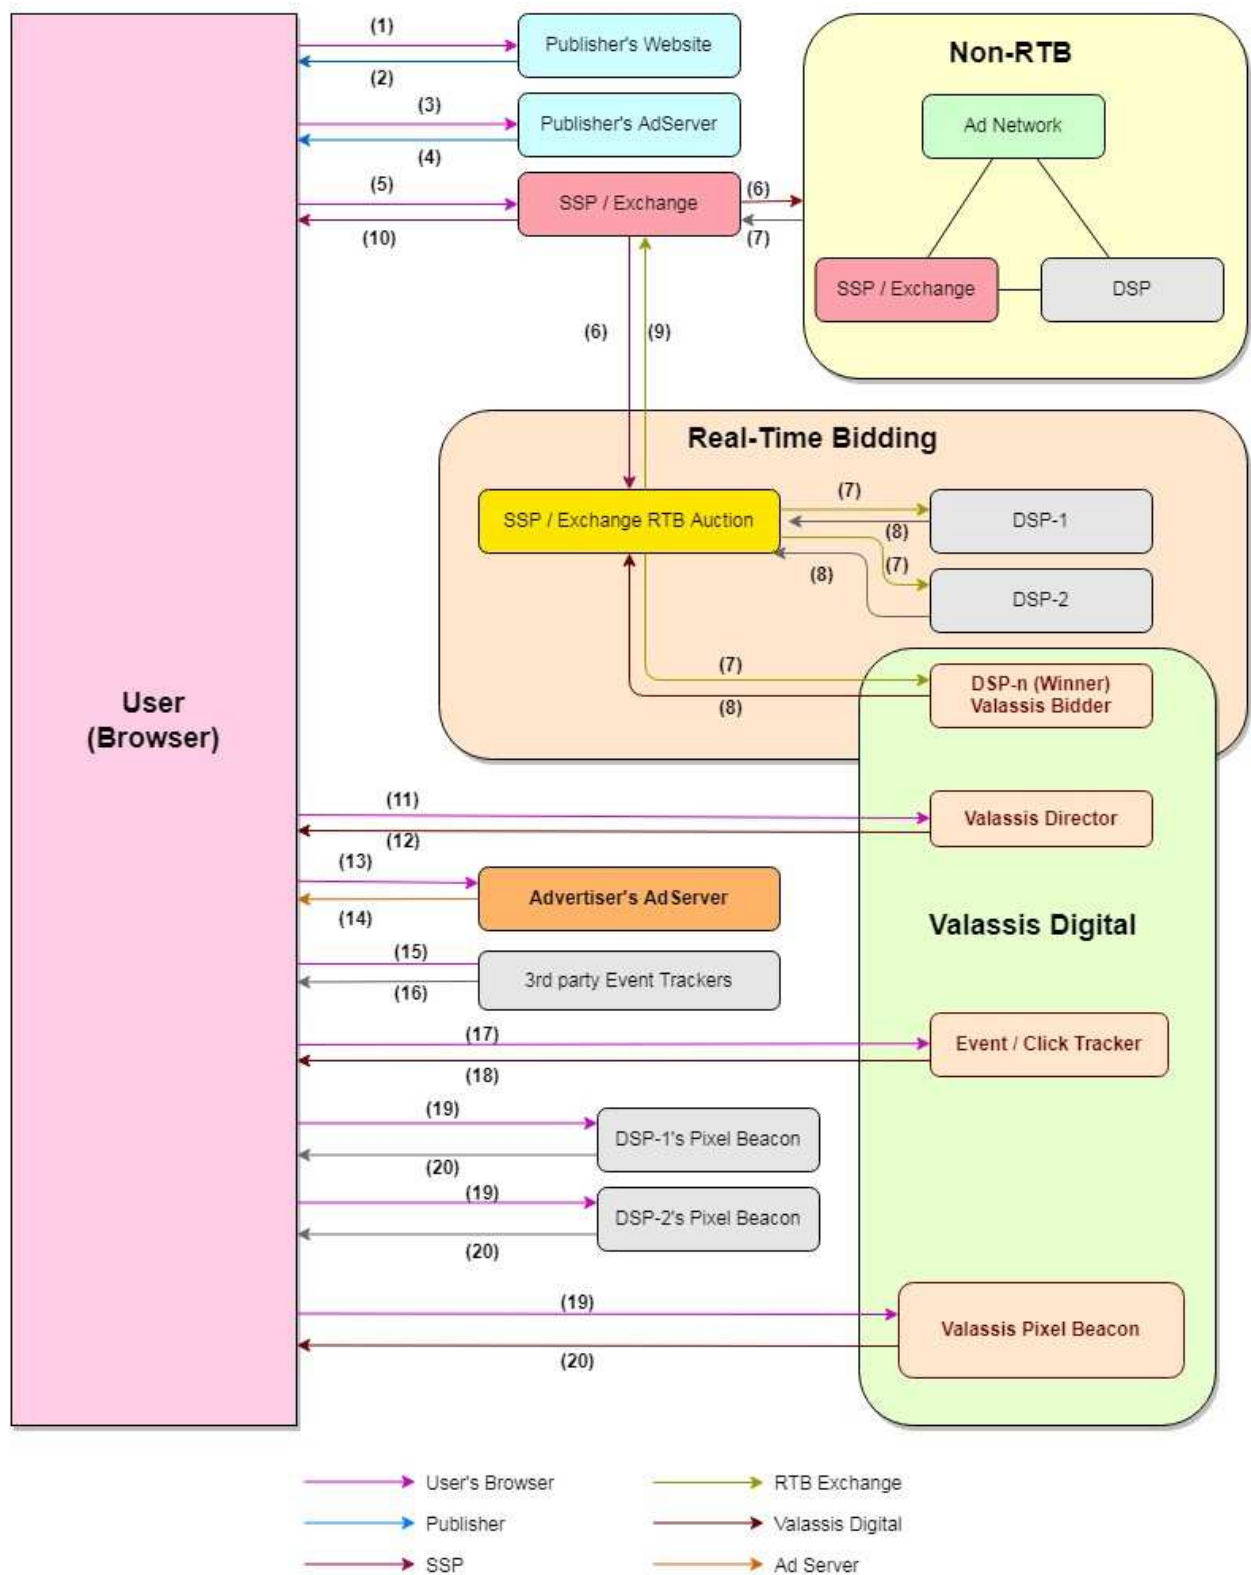 (1)
Publisher's Website
(2)
Non-RTB
(3)
Publisher's AdServer
(4)
Ad Network
(5)
SSP / Exchange
(6)
(10)
(7)
SSP / Exchange
DSP
(6)
(9)
Real-Time Bidding
SSP / Exchange RTB Auction
(7)
DSP-1
(8)
(7)
(8)
DSP-2
(7)
DSP-n (Winner)
Valassis Bidder
(8)
User
(Browser)
(11)
Valassis Director
(12)
(13)
Advertiser's AdServer
(14)
Valassis Digital
(15)
3rd party Event Trackers
(16)
(17)
Event / Click Tracker
(18)
(19)
DSP-1's Pixel Beacon
(20)
(19)
DSP-2's Pixel Beacon
(20)
(19)
Valassis Pixel Beacon
(20)
User's Browser
RTB Exchange
Publisher
Valassis Digital
SSP
Ad Server